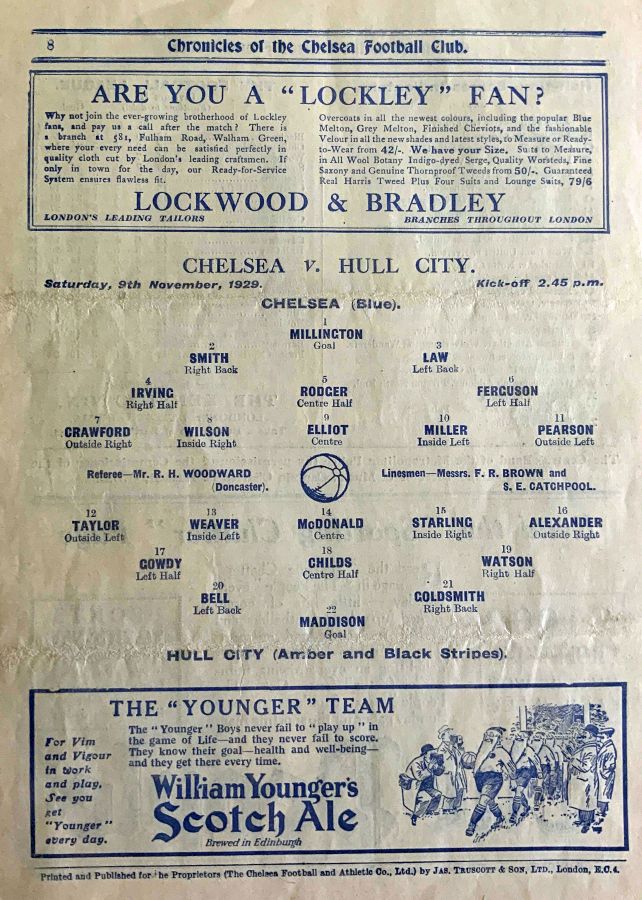 8
Chronicles of the Chelsea Football Club.
ARE YOU A "LOCKLEY" FAN?
Why not join the ever-growing brotherhood of Lockley
fans, and pay us a call after the match? There is
a branch at 581, Fulham Road, Walham Green,
where your every need can be satisfied perfectly in
quality cloth cut by London's leading craftsmen. If
only in town for the day, our Ready-for-Service
System ensures flawless fit.
Overcoats in all the newest colours, including the popular Blue
Melton, Grey Melton, Finished Cheviots, and the fashionable
Velour in all the new shades and latest styles, to Measure or Ready-
to-Wear from 42/-. We have your Size, Suits to Measure,
in All Wool Botany Indigo-dyed Serge, Quality Worsteds, Fine
Saxony and Genuine Thornproof Tweeds from 50/-. Guaranteed
Real Harris Tweed Plus Four Suits and Lounge Suits, 79/6
LOCKWOOD & BRADLEY
LONDON'S LEADING TAILORS BRANCHES THROUGHOUT LONDON
CHELSEA v. HULL CITY.
Saturday, 9th November, 1929. Kick-off 2.45 p.m.
CHELSEA (Blue).
1
MILLINGTON
Goal
2 3
SMITH LAW
Right Back Left Back
4 5 6
IRVING RODGER FERGUSON
Right Half Centre Half Left Half
7 8 9 10 11
CRAWFORD WILSON ELLIOT MILLER PEARSON
Outside Right Inside Right Centre Inside Left Outside Left
Referee—Mr. R. H. WOODWARD
(Doncaster).
Linesmen—Messrs. F. R. BROWN and
S. E. CATCHPOOL.
12 13 14 15 16
TAYLOR WEAVER McDONALD STARLING ALEXANDER
Outside Left Inside Left Centre Inside Right Outside Right
17 18 19
GOWDY CHILDS WATSON
Left Half Centre Half Right Half
20 21
BELL GOLDSMITH
Left Back Right Back
22
MADDISON
Goal
HULL CITY (Amber and Black Stripes).
THE "YOUNGER" TEAM
For Vim
and Vigour
in work
and play,
See you
get
"Younger"
every day.
The "Younger" Boys never fail to "play up" in
the game of Life—and they never fail to score.
They know their goal—health and well-being—
and they get there every time.
William Younger's
Scotch Ale
Brewed in Edinburgh
Printed and Published for the Proprietors (The Chelsea Football and Athletic Co., Ltd.) by JAS. TRUSCOTT & SON, LTD., London, E.C.4.